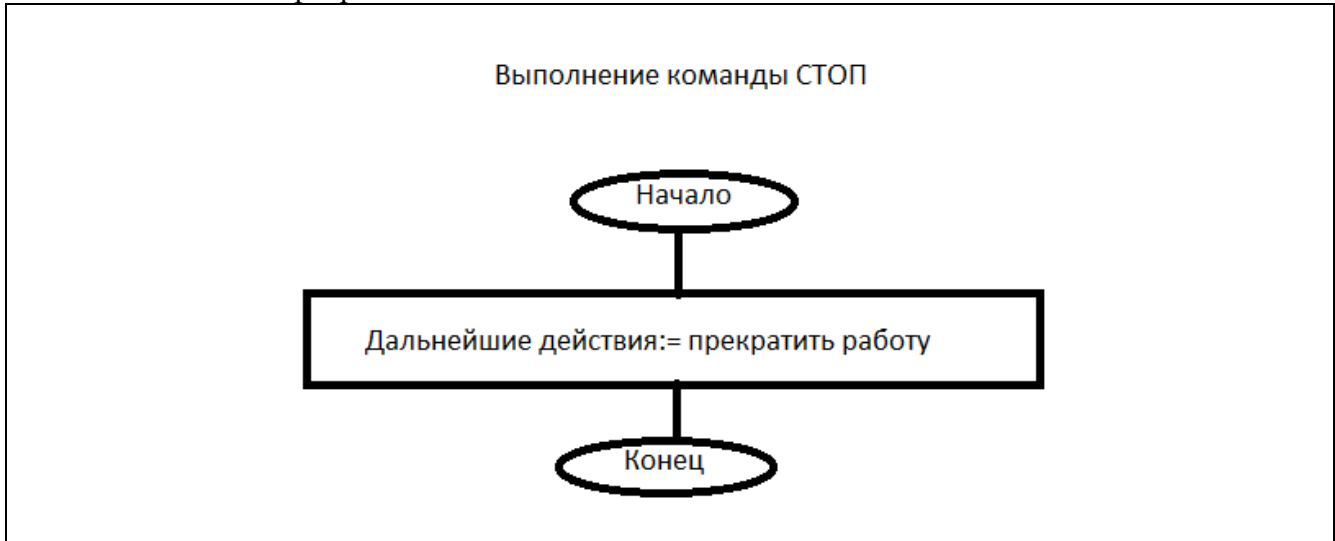 Выполнение команды СТОП
Начало
Дальнейшие действия:= прекратить работу
Конец